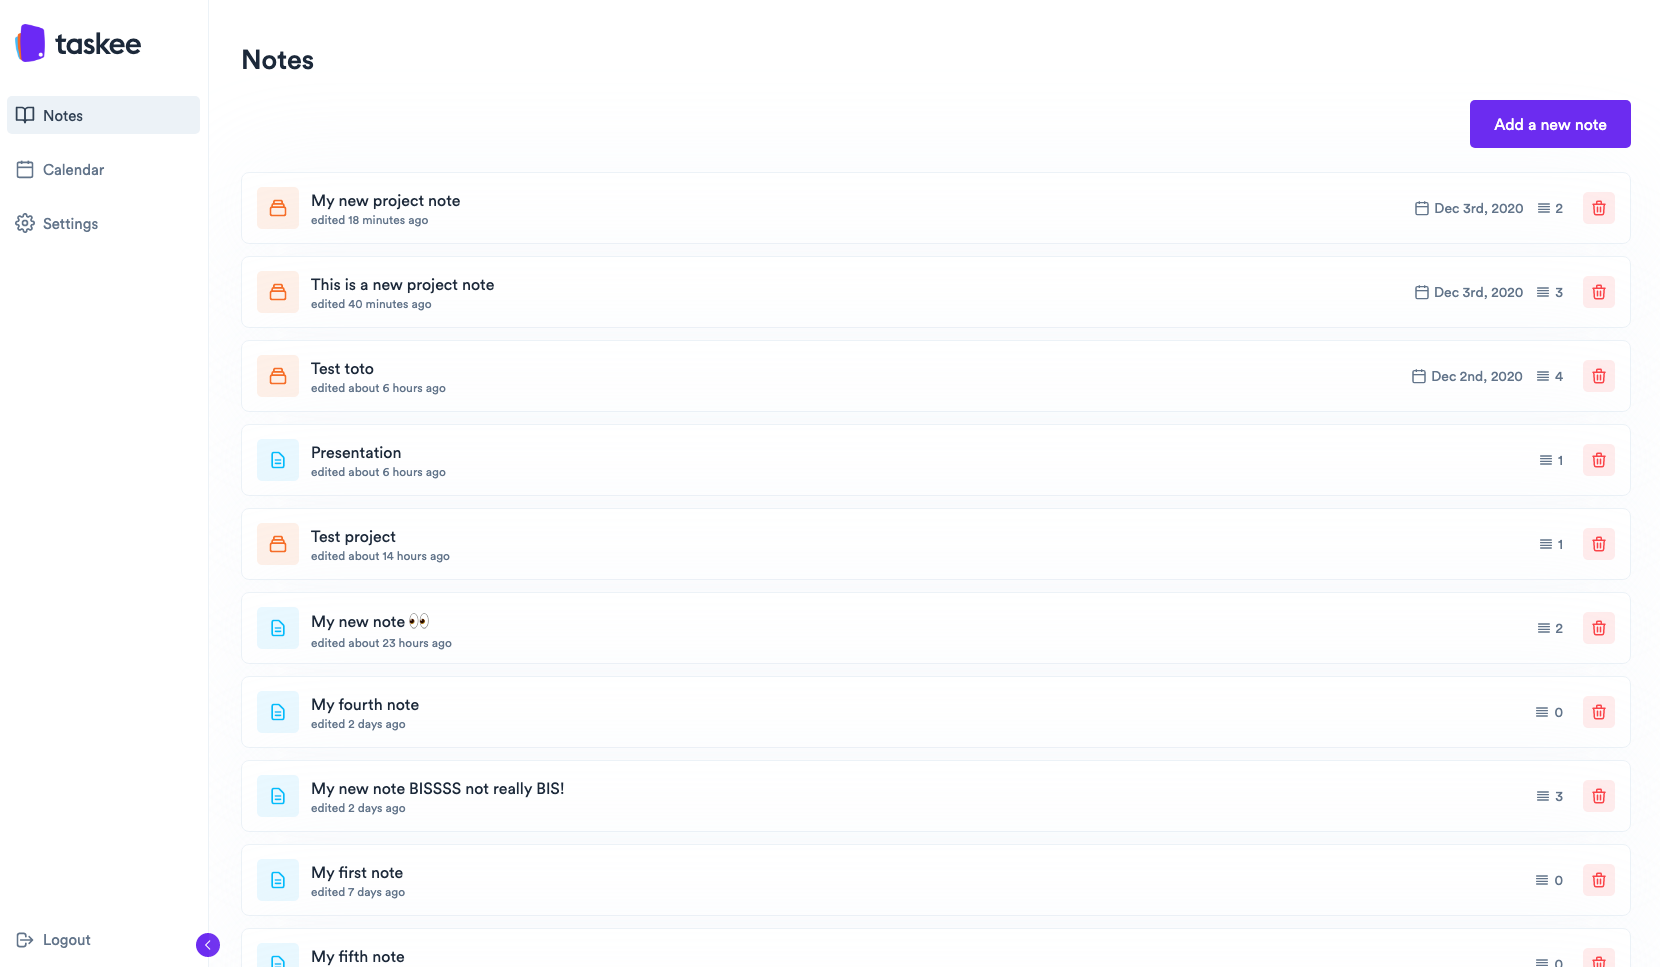 taskee
Notes
Calendar
Settings
Logout
Notes
Add a new note
My new project note
edited 18 minutes ago
Dec 3rd, 2020 2
This is a new project note
edited 40 minutes ago
Dec 3rd, 2020 3
Test toto
edited about 6 hours ago
Dec 2nd, 2020 4
Presentation
edited about 6 hours ago
1
Test project
edited about 14 hours ago
1
My new note 👀
edited about 23 hours ago
2
My fourth note
edited 2 days ago
0
My new note BISSSS not really BIS!
edited 2 days ago
3
My first note
edited 7 days ago
0
My fifth note
0